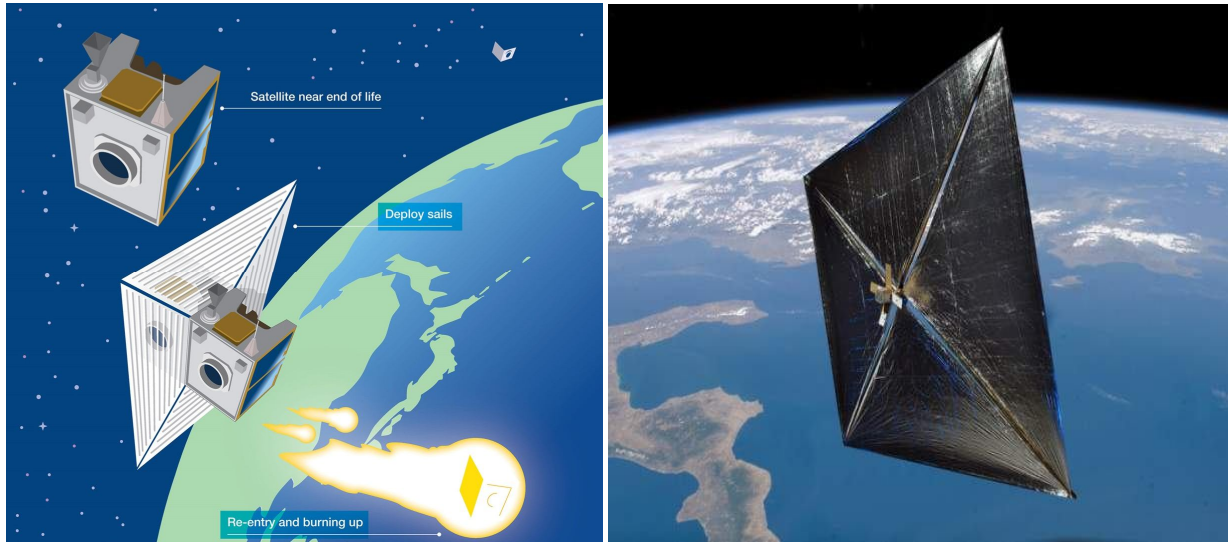 Satellite near end of life
Deploy sails
Re-entry and burning up